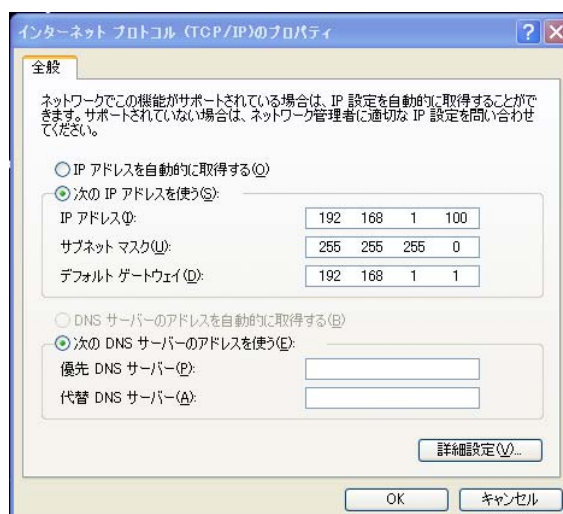 インターネット プロトコル (TCP/IP)のプロパティ
全般
ネットワークでこの機能がサポートされている場合は、IP 設定を自動的に取得することがで
きます。サポートされていない場合は、ネットワーク管理者に適切な IP 設定を問い合わせ
てください。
IP アドレスを自動的に取得する(O)
次の IP アドレスを使う(S):
IP アドレス(I): 192 168 1 100
サブネット マスク(U): 255 255 255 0
デフォルト ゲートウェイ(D): 192 168 1 1
DNS サーバーのアドレスを自動的に取得する(B)
次の DNS サーバーのアドレスを使う(E):
優先 DNS サーバー(P):
代替 DNS サーバー(A):
詳細設定(V)...
OK キャンセル